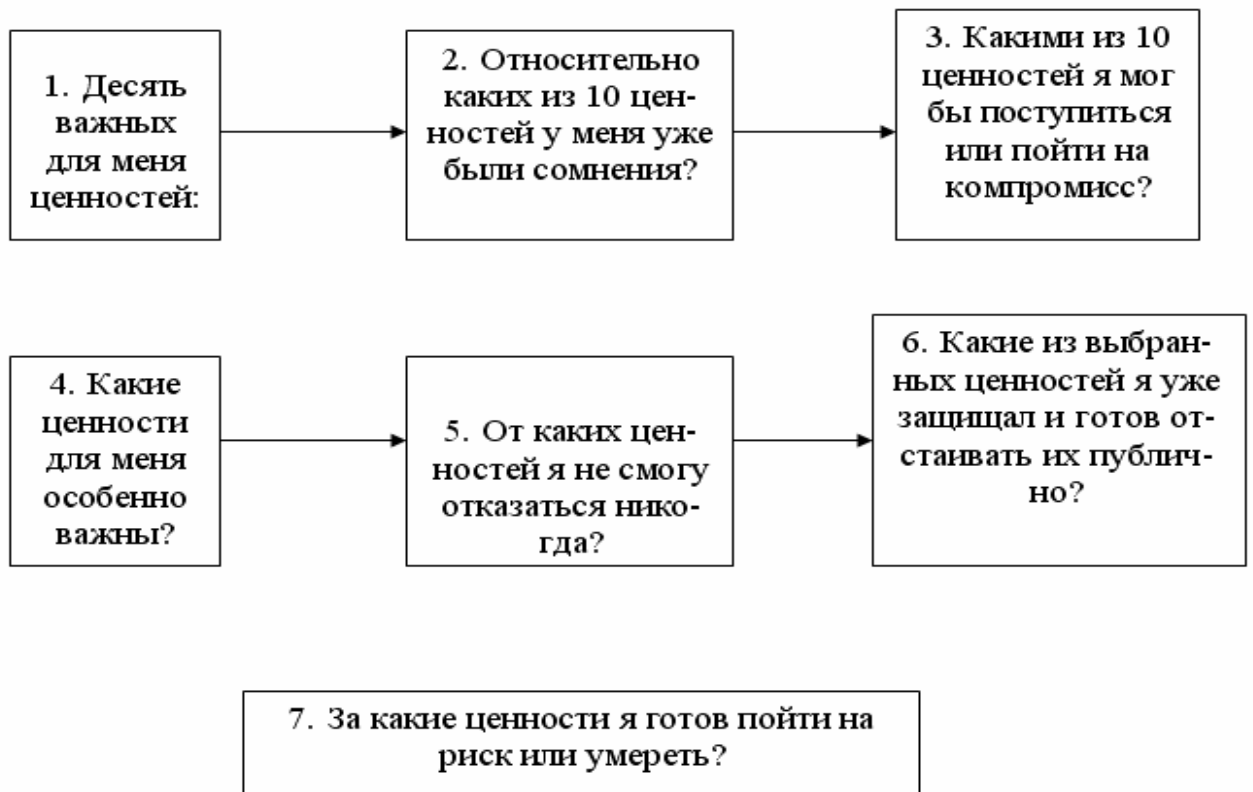 1. Десять
важных
для меня
ценностей:
2. Относительно
каких из 10 цен-
ностей у меня уже
были сомнения?
3. Какими из 10
ценностей я мог
бы поступиться
или пойти на
компромисс?
4. Какие
ценности
для меня
особенно
важны?
5. От каких цен-
ностей я не смогу
отказаться нико-
гда?
6. Какие из выбран-
ных ценностей я уже
защищал и готов от-
стаивать их публич-
но?
7. За какие ценности я готов пойти на
риск или умереть?